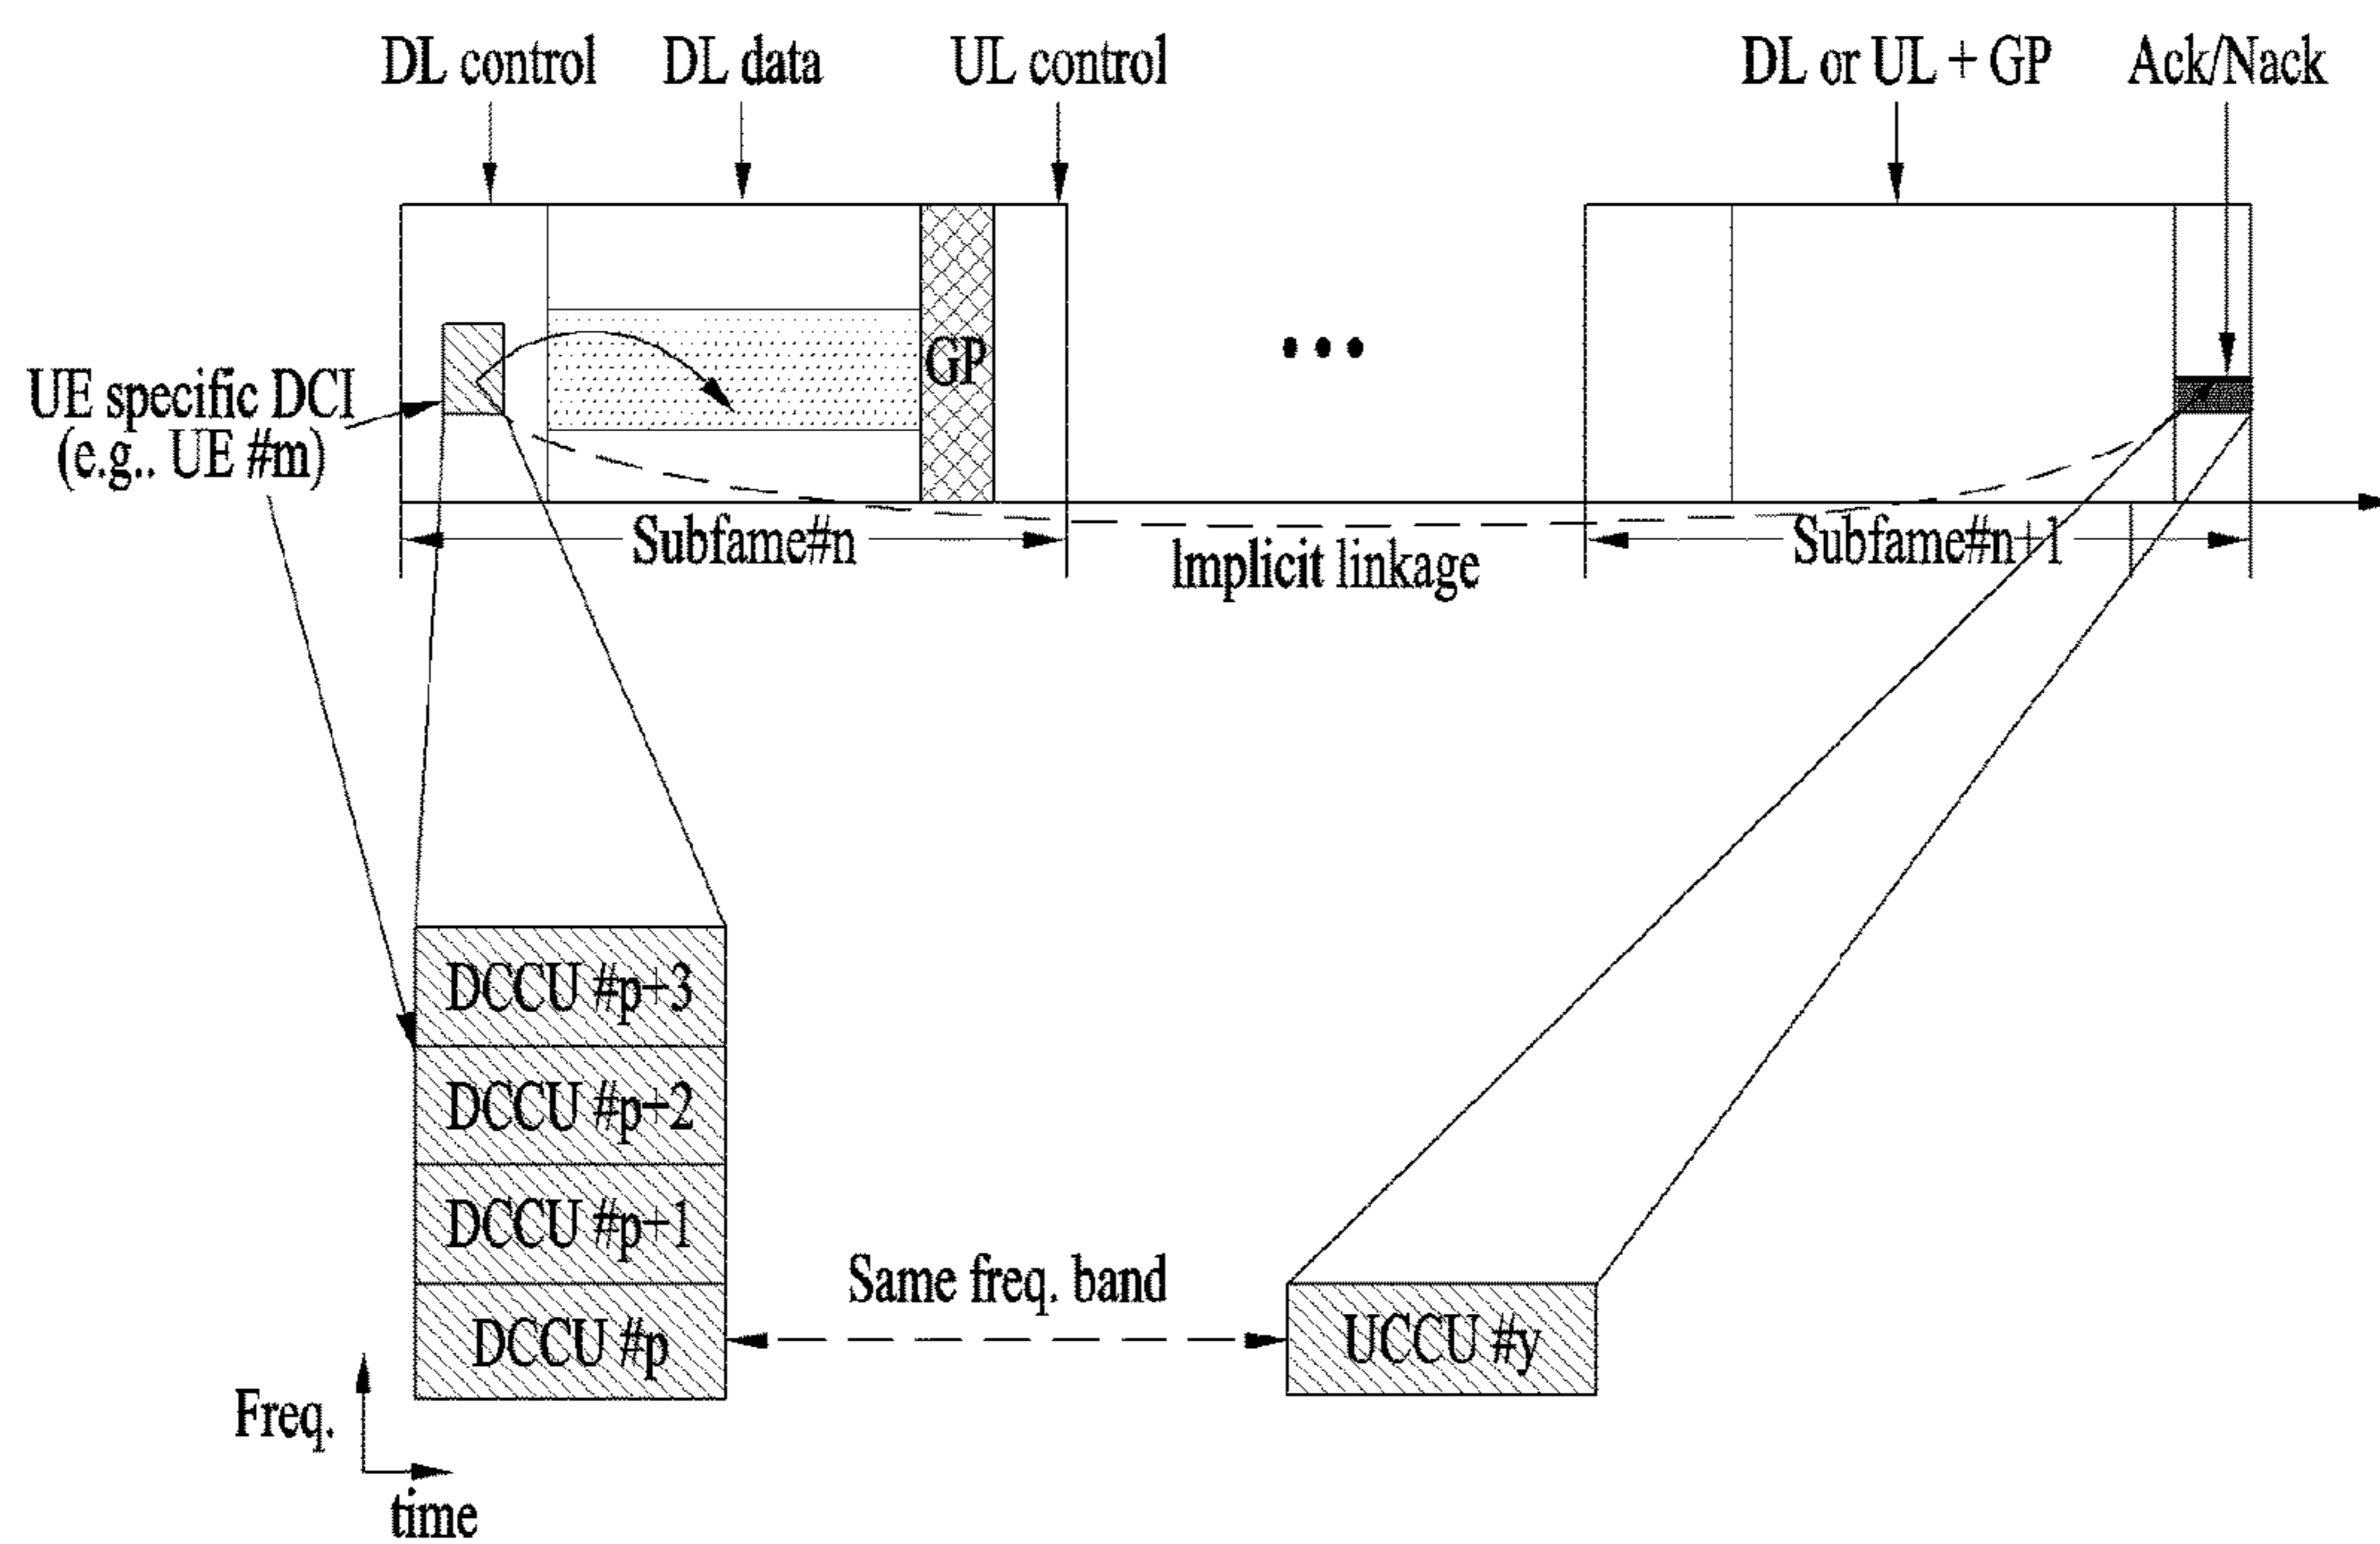 DL control
DL data
UL control
DL or UL + GP
Ack/Nack
GP
UE specific DCI
(e.g.. UE #m)
Subfame#n
Implicit linkage
Subfame#n+1
DCCU #p+3
DCCU #p+2
DCCU #p+1
Same freq. band
DCCU #p
UCCU #y
Freq.
time